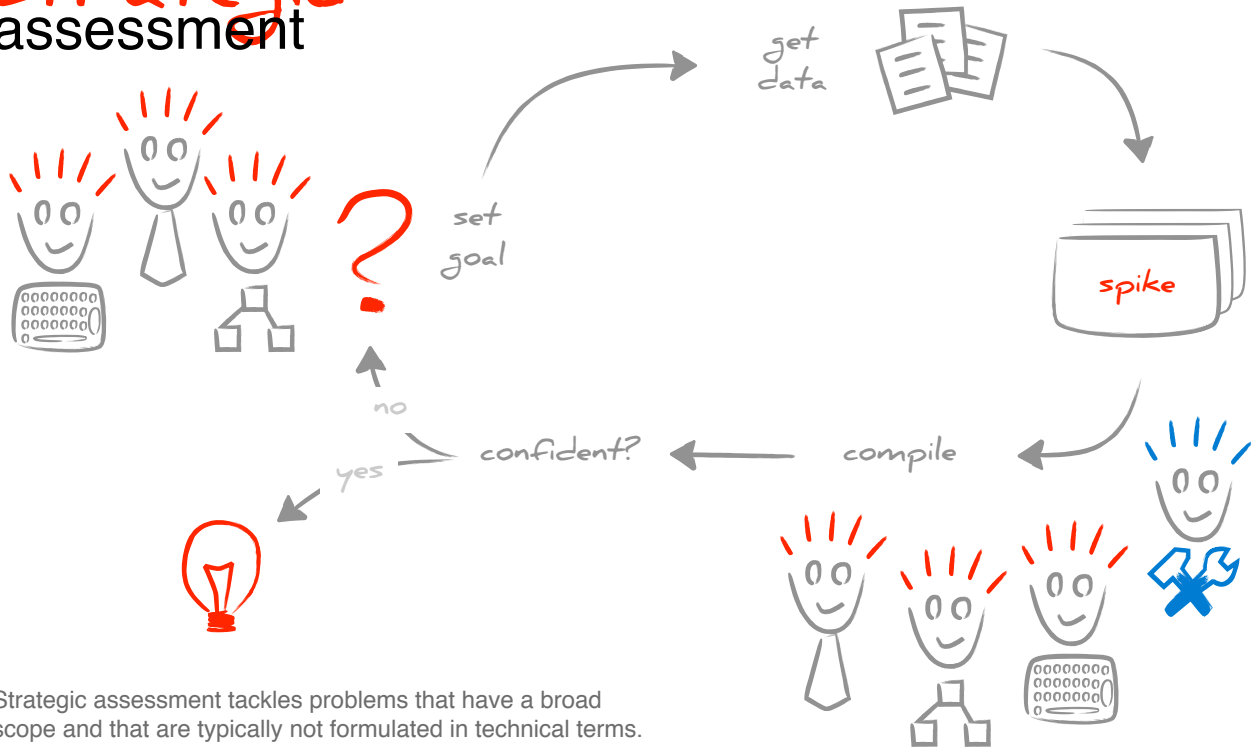 Strategic
assessment
get
data
set
goal
spike
no
confident?
compile
yes
Strategic assessment tackles problems that have a broad
scope and that are typically not formulated in technical terms.